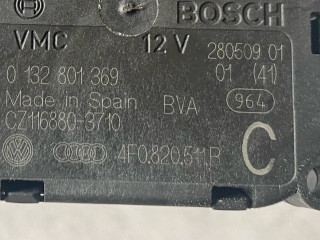 BOSCH
VMC 12 V 280509 01
0 132 801 369 01 (41)
Made in Spain BVA 964
CZ116880-3710
4F0.820.511.B C